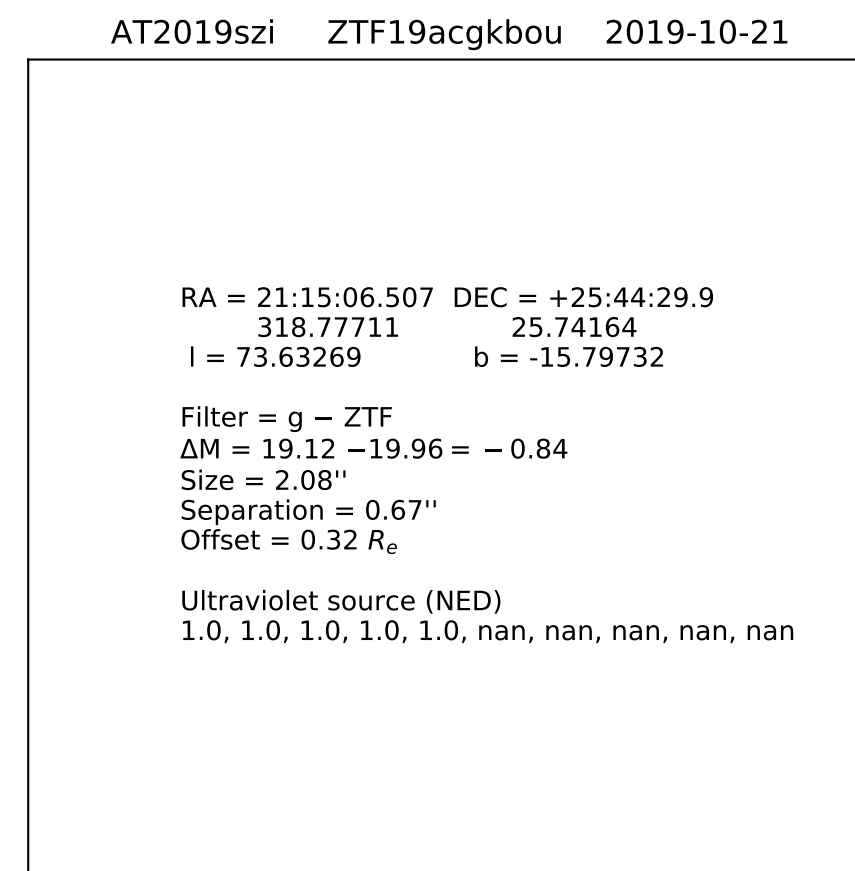 AT2019szi ZTF19acgkbou 2019-10-21
RA = 21:15:06.507 DEC = +25:44:29.9
318.77711 25.74164
l = 73.63269 b = -15.79732
Filter = g − ZTF
ΔM = 19.12 −19.96 = − 0.84
Size = 2.08''
Separation = 0.67''
Offset = 0.32 Rₑ
Ultraviolet source (NED)
1.0, 1.0, 1.0, 1.0, 1.0, nan, nan, nan, nan, nan